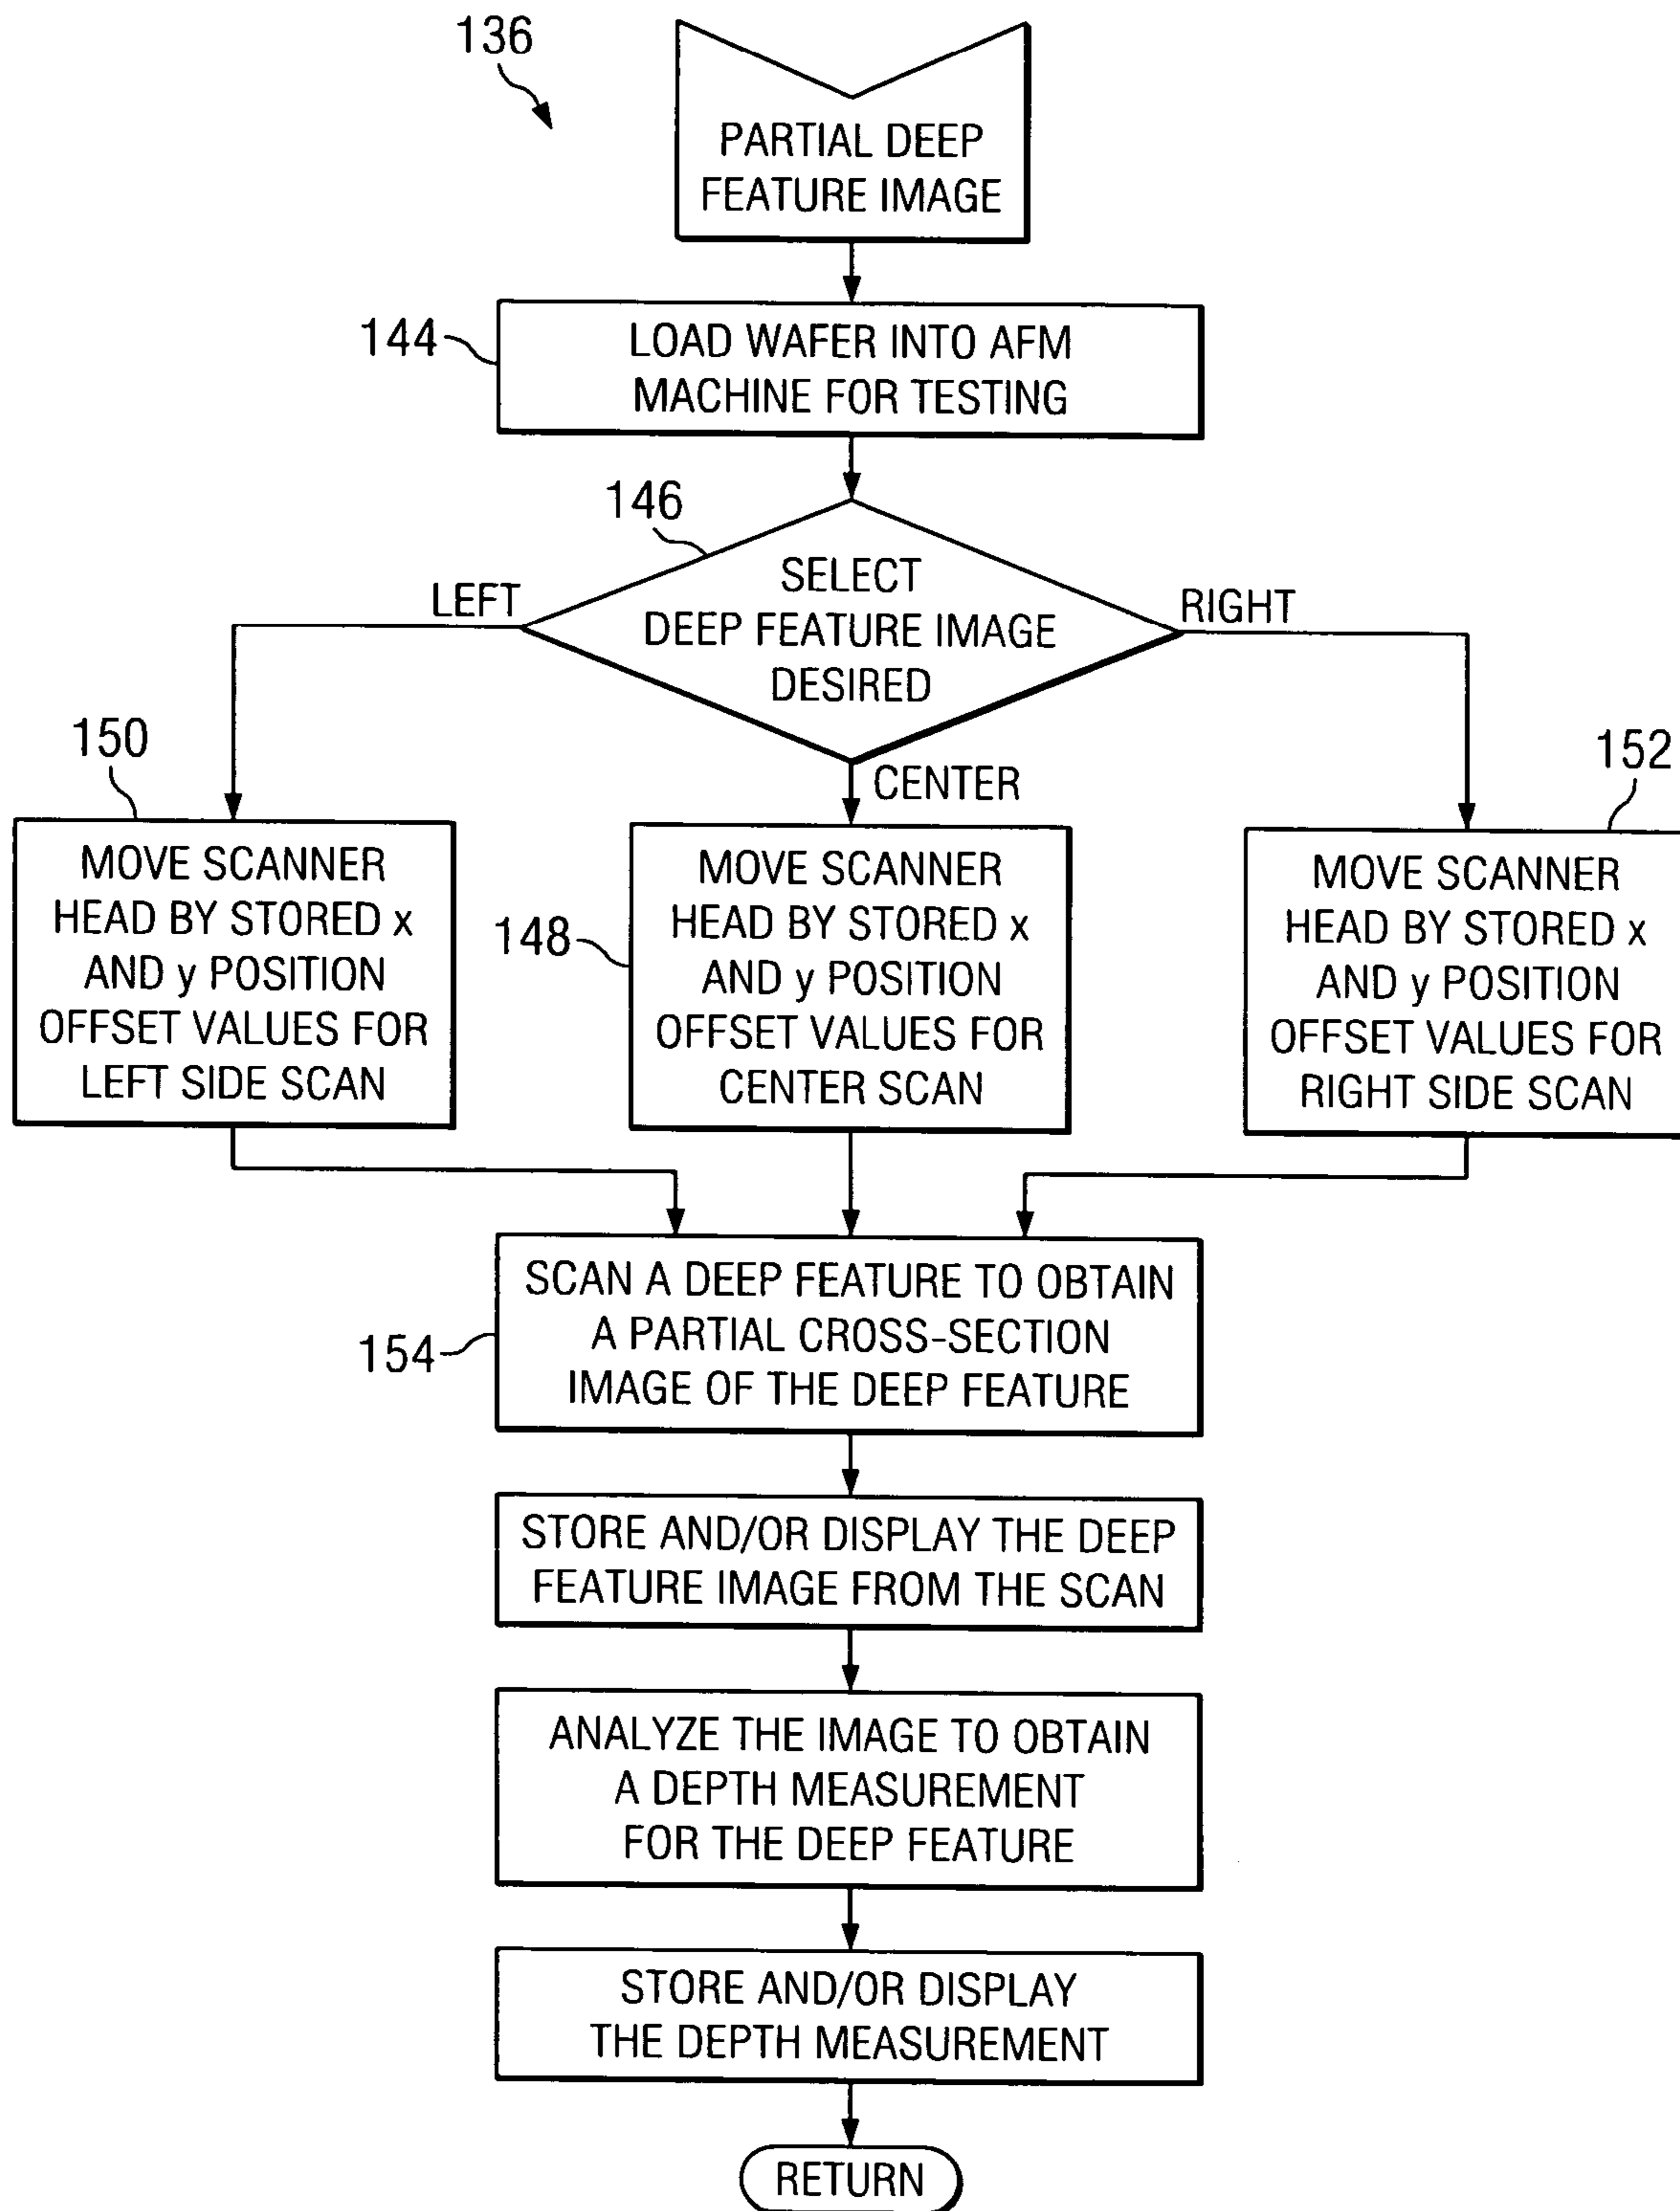 136
PARTIAL DEEP
FEATURE IMAGE
144
LOAD WAFER INTO AFM
MACHINE FOR TESTING
146
SELECT
DEEP FEATURE IMAGE
DESIRED
LEFT
RIGHT
CENTER
150
MOVE SCANNER
HEAD BY STORED x
AND y POSITION
OFFSET VALUES FOR
LEFT SIDE SCAN
148
MOVE SCANNER
HEAD BY STORED x
AND y POSITION
OFFSET VALUES FOR
CENTER SCAN
152
MOVE SCANNER
HEAD BY STORED x
AND y POSITION
OFFSET VALUES FOR
RIGHT SIDE SCAN
154
SCAN A DEEP FEATURE TO OBTAIN
A PARTIAL CROSS-SECTION
IMAGE OF THE DEEP FEATURE
STORE AND/OR DISPLAY THE DEEP
FEATURE IMAGE FROM THE SCAN
ANALYZE THE IMAGE TO OBTAIN
A DEPTH MEASUREMENT
FOR THE DEEP FEATURE
STORE AND/OR DISPLAY
THE DEPTH MEASUREMENT
RETURN